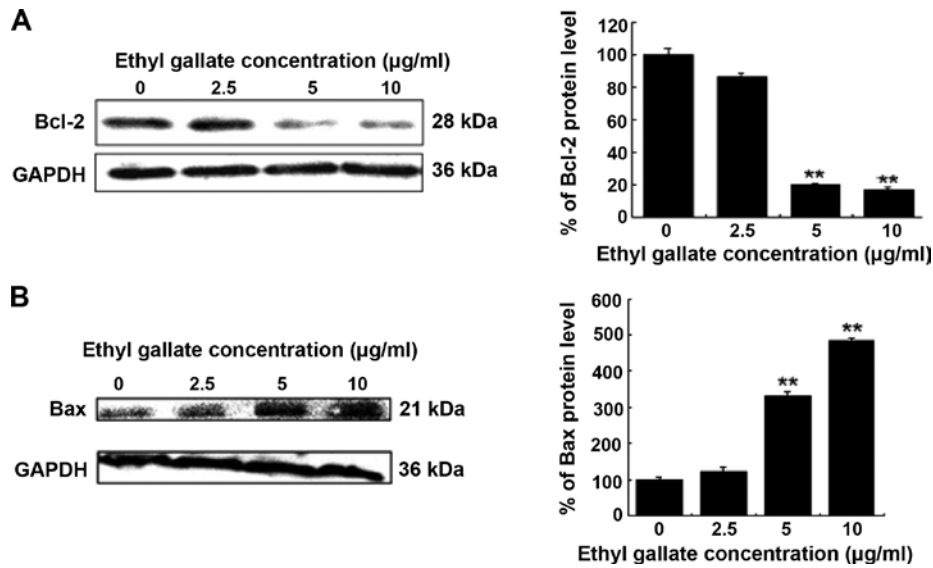 A
Ethyl gallate concentration (µg/ml)
0 2.5 5 10
Bcl-2
28 kDa
GAPDH
36 kDa
% of Bcl-2 protein level
120
100
80
60
40
20
0
** **
0 2.5 5 10
Ethyl gallate concentration (µg/ml)
B
Ethyl gallate concentration (µg/ml)
0 2.5 5 10
Bax
21 kDa
GAPDH
36 kDa
% of Bax protein level
600
500
400
300
200
100
0
** **
0 2.5 5 10
Ethyl gallate concentration (µg/ml)